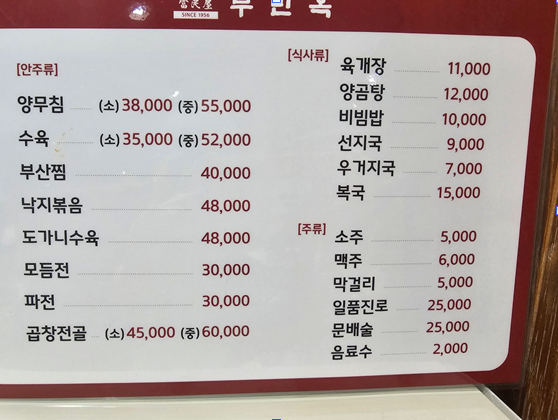 SINCE 1956
부민옥
[안주류]
양무침 (소)38,000 (중)55,000
수육 (소)35,000 (중)52,000
부산찜 40,000
낙지볶음 48,000
도가니수육 48,000
모듬전 30,000
파전 30,000
곱창전골 (소)45,000 (중)60,000
[식사류]
육개장 11,000
양곰탕 12,000
비빔밥 10,000
선지국 9,000
우거지국 7,000
복국 15,000
[주류]
소주 5,000
맥주 6,000
막걸리 5,000
일품진로 25,000
문배술 25,000
음료수 2,000